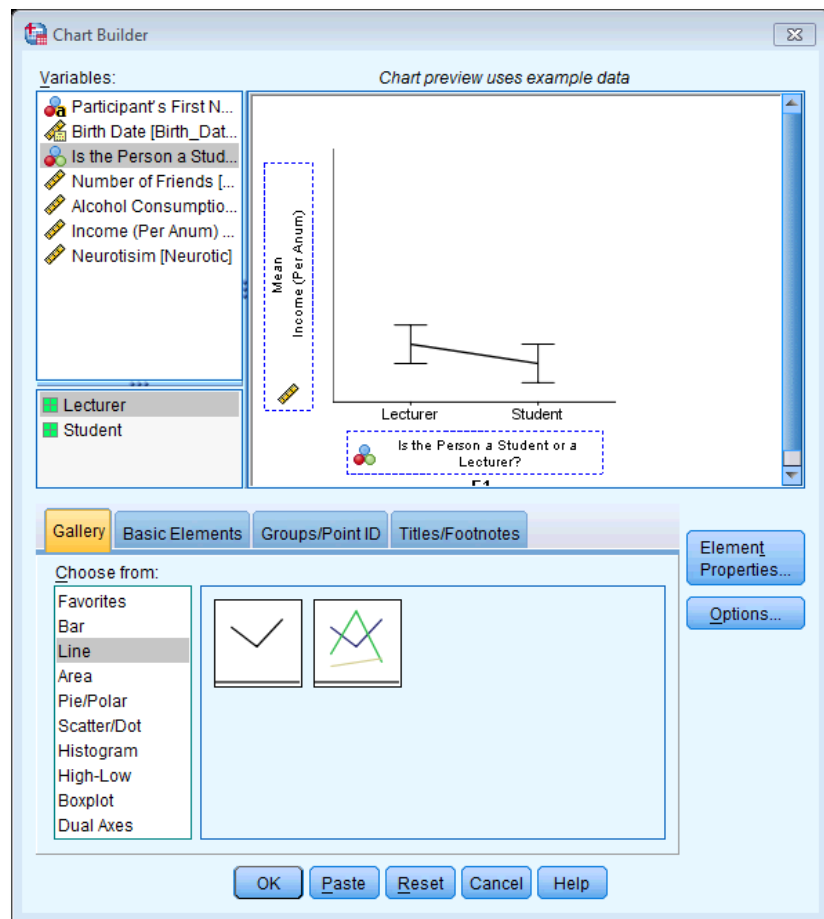 Chart Builder
Variables:
Chart preview uses example data
Participant's First N...
Birth Date [Birth_Dat...
Is the Person a Stud...
Number of Friends [...
Alcohol Consumptio...
Income (Per Anum) ...
Neurotisim [Neurotic]
Lecturer
Student
Mean
Income (Per Anum)
Lecturer
Student
Is the Person a Student or a
Lecturer?
Gallery
Basic Elements
Groups/Point ID
Titles/Footnotes
Element
Properties...
Options...
Choose from:
Favorites
Bar
Line
Area
Pie/Polar
Scatter/Dot
Histogram
High-Low
Boxplot
Dual Axes
OK
Paste
Reset
Cancel
Help